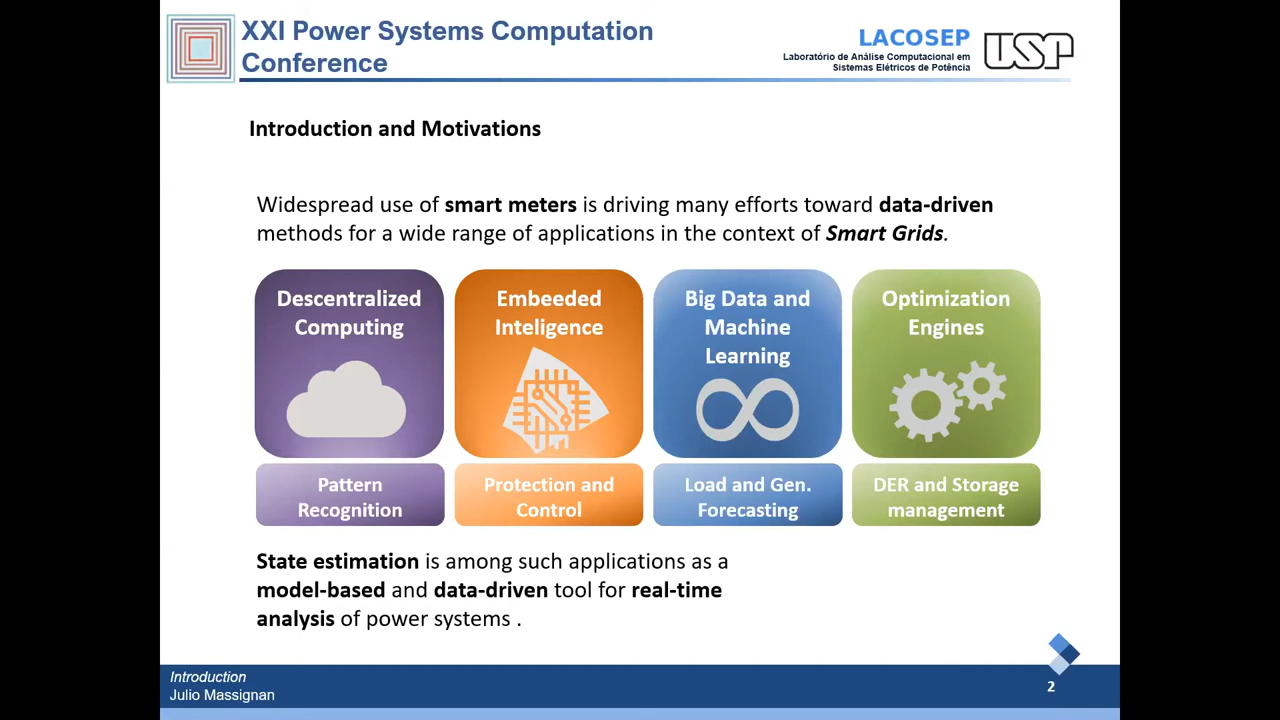 XXI Power Systems Computation
Conference
LACOSEP
Laboratório de Análise Computacional em
Sistemas Elétricos de Potência
USP
Introduction and Motivations
Widespread use of smart meters is driving many efforts toward data-driven
methods for a wide range of applications in the context of Smart Grids.
Descentralized
Computing
Embeeded
Inteligence
Big Data and
Machine
Learning
Optimization
Engines
Pattern
Recognition
Protection and
Control
Load and Gen.
Forecasting
DER and Storage
management
State estimation is among such applications as a
model-based and data-driven tool for real-time
analysis of power systems .
Introduction
Julio Massignan
2